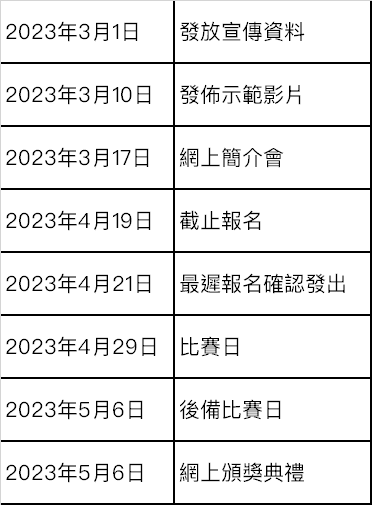 2023年3月1日 發放宣傳資料
2023年3月10日 發佈示範影片
2023年3月17日 網上簡介會
2023年4月19日 截止報名
2023年4月21日 最遲報名確認發出
2023年4月29日 比賽日
2023年5月6日 後備比賽日
2023年5月6日 網上頒獎典禮